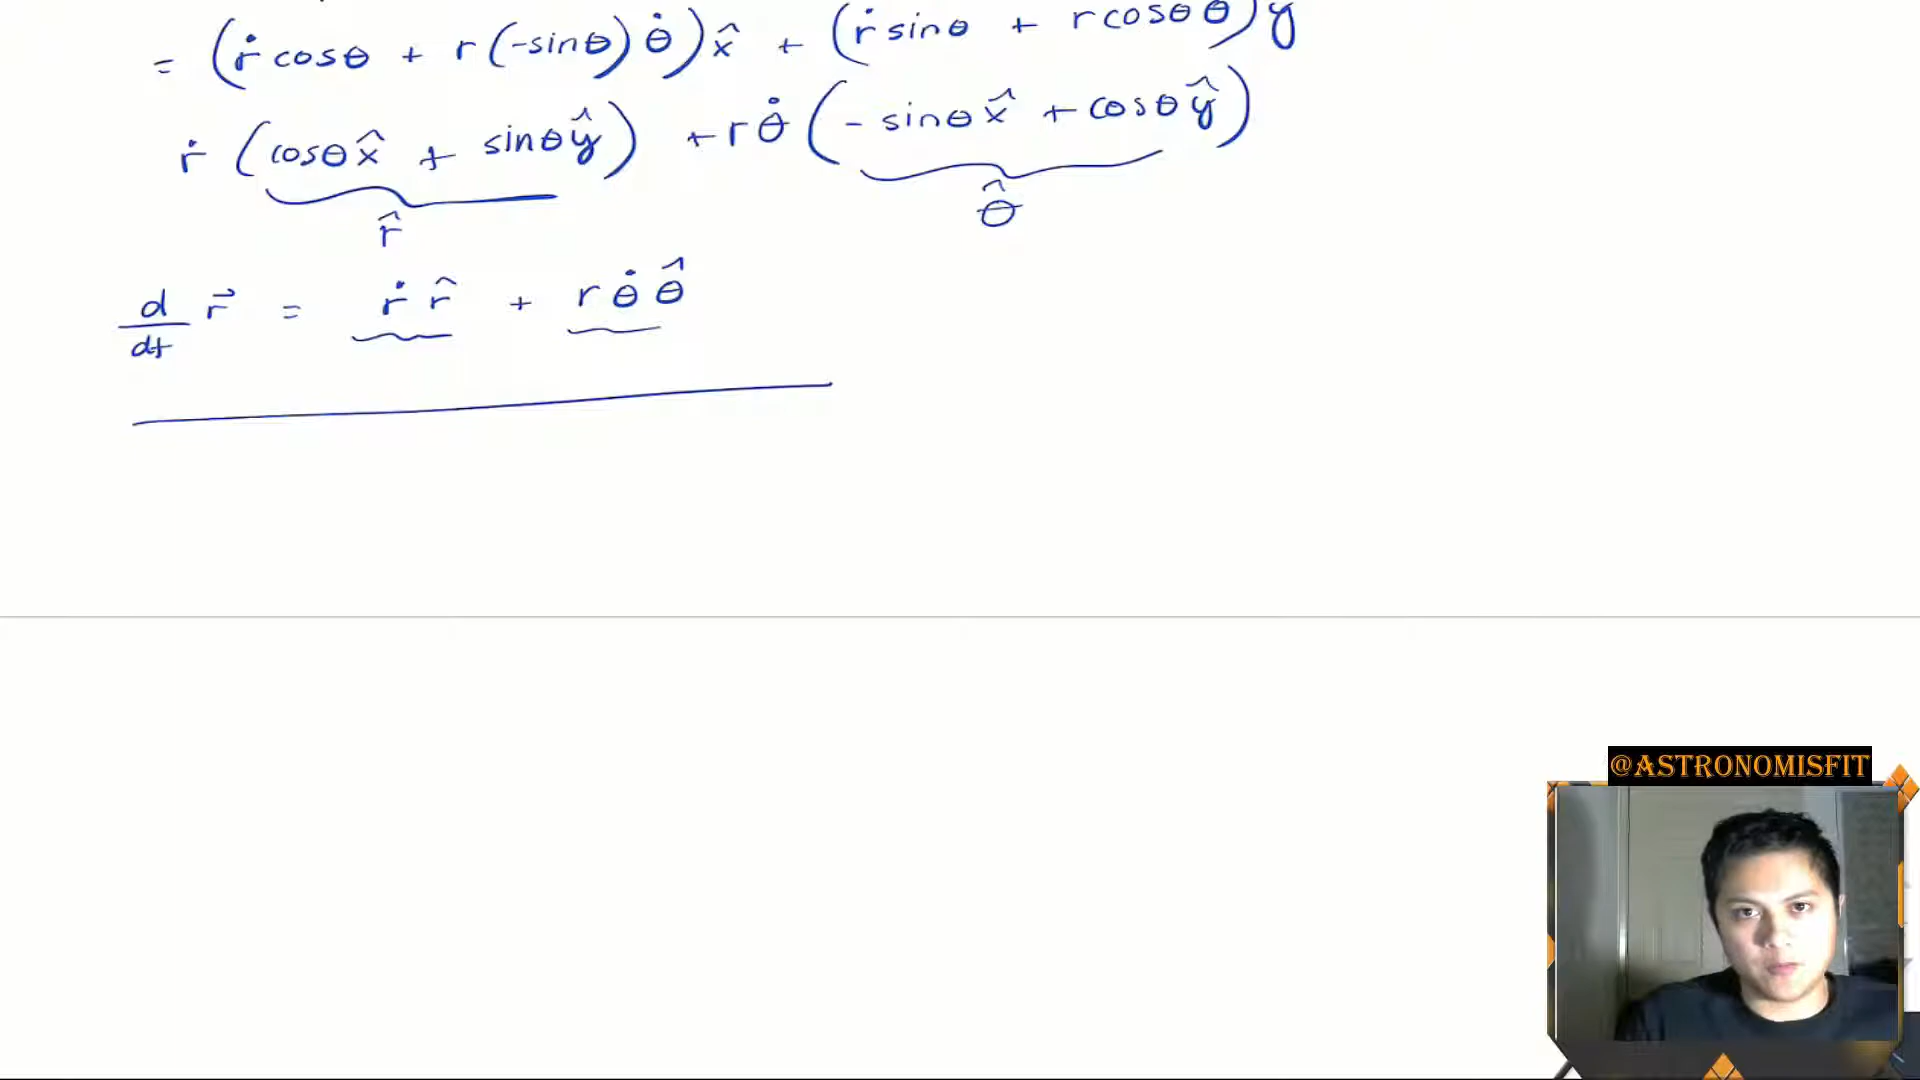 = (ṙ cosθ + r(-sinθ) θ̇) x̂ + (ṙ sinθ + r cosθ θ̇) y
ṙ (cosθ x̂ + sinθ ŷ) + r θ̇ (- sinθ x̂ + cosθ ŷ)
r̂ θ̂
d/dt r⃗ = ṙ r̂ + r θ̇ θ̂
@ASTRONOMISFIT